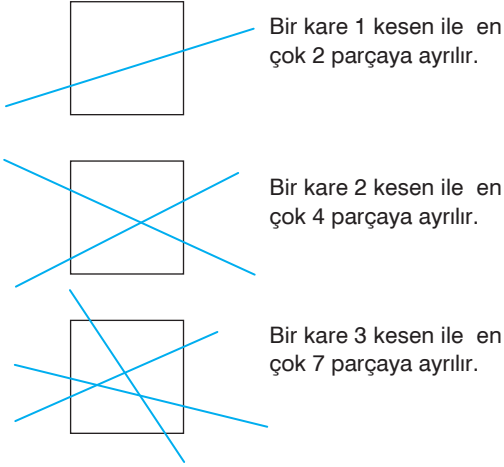 Bir kare 1 kesen ile en
çok 2 parçaya ayrılır.
Bir kare 2 kesen ile en
çok 4 parçaya ayrılır.
Bir kare 3 kesen ile en
çok 7 parçaya ayrılır.